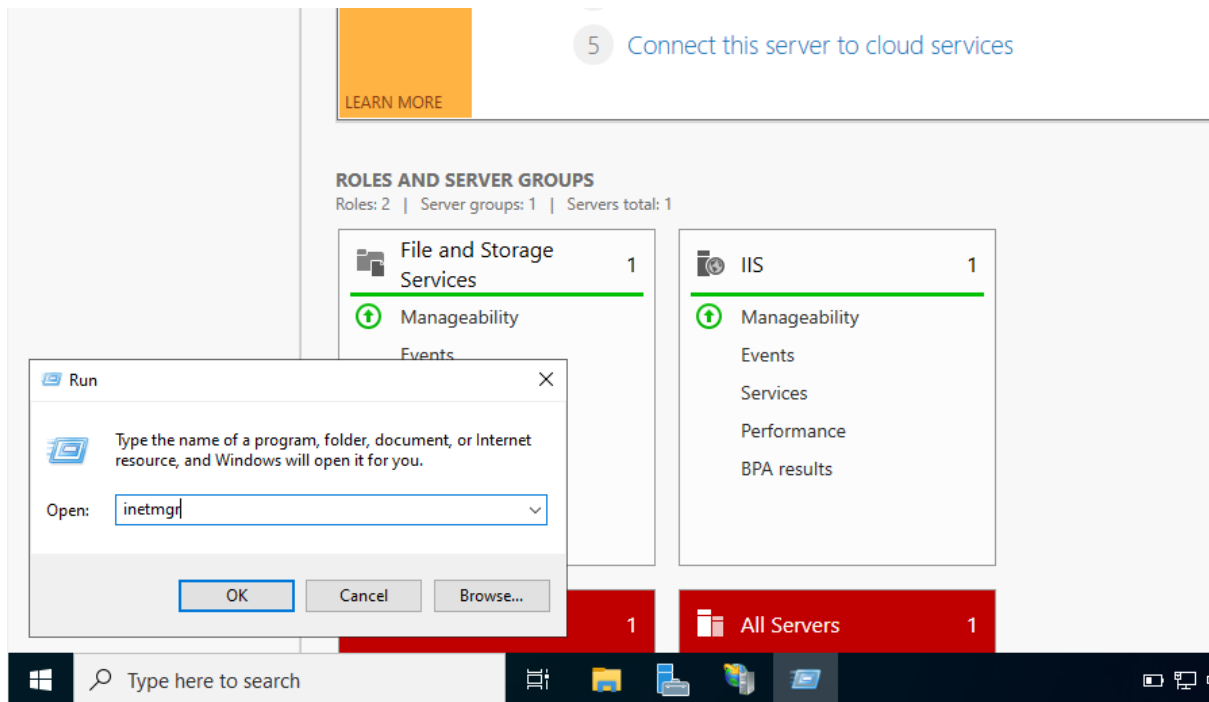 5 Connect this server to cloud services
LEARN MORE
ROLES AND SERVER GROUPS
Roles: 2 | Server groups: 1 | Servers total: 1
File and Storage
Services
1
Manageability
Events
IIS
1
Manageability
Events
Services
Performance
BPA results
Run
Type the name of a program, folder, document, or Internet
resource, and Windows will open it for you.
Open:
inetmgr
OK
Cancel
Browse...
1
All Servers
1
Type here to search